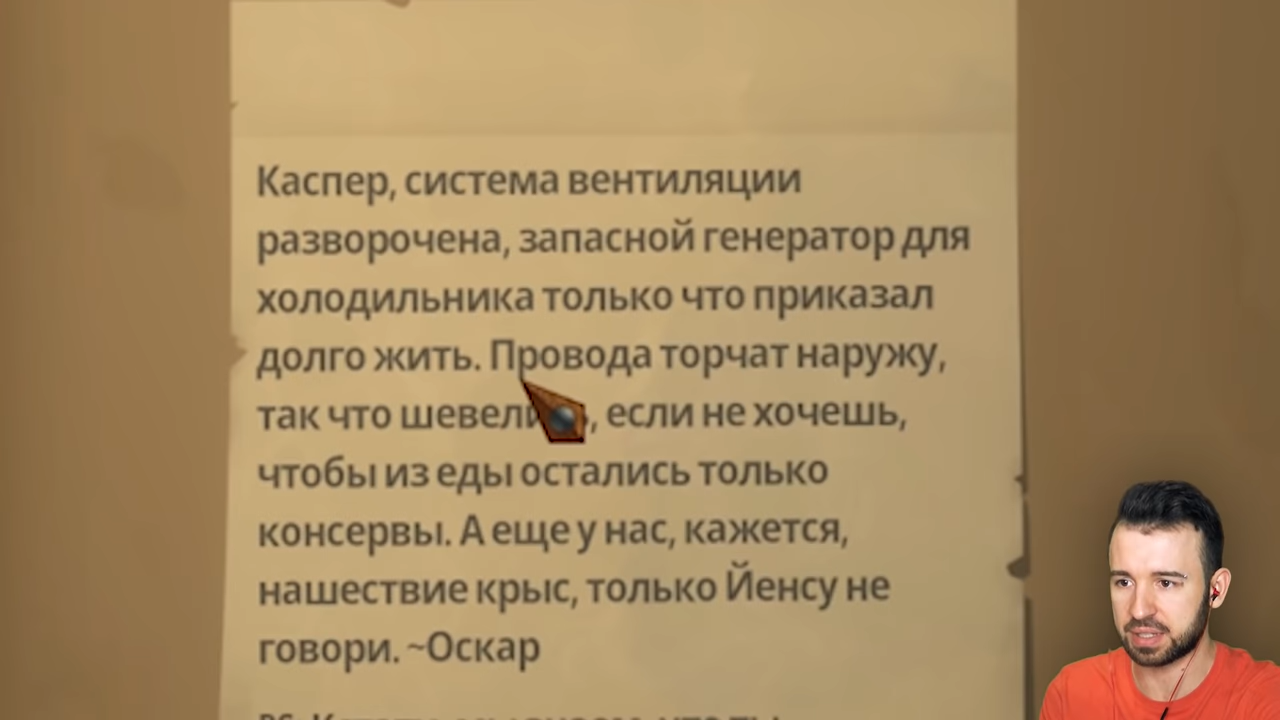 Каспер, система вентиляции
разворочена, запасной генератор для
холодильника только что приказал
долго жить. Провода торчат наружу,
так что если не хочешь,
чтобы из еды остались только
консервы. А еще у нас, кажется,
нашествие крыс, только Йенсу не
говори. ~Оскар